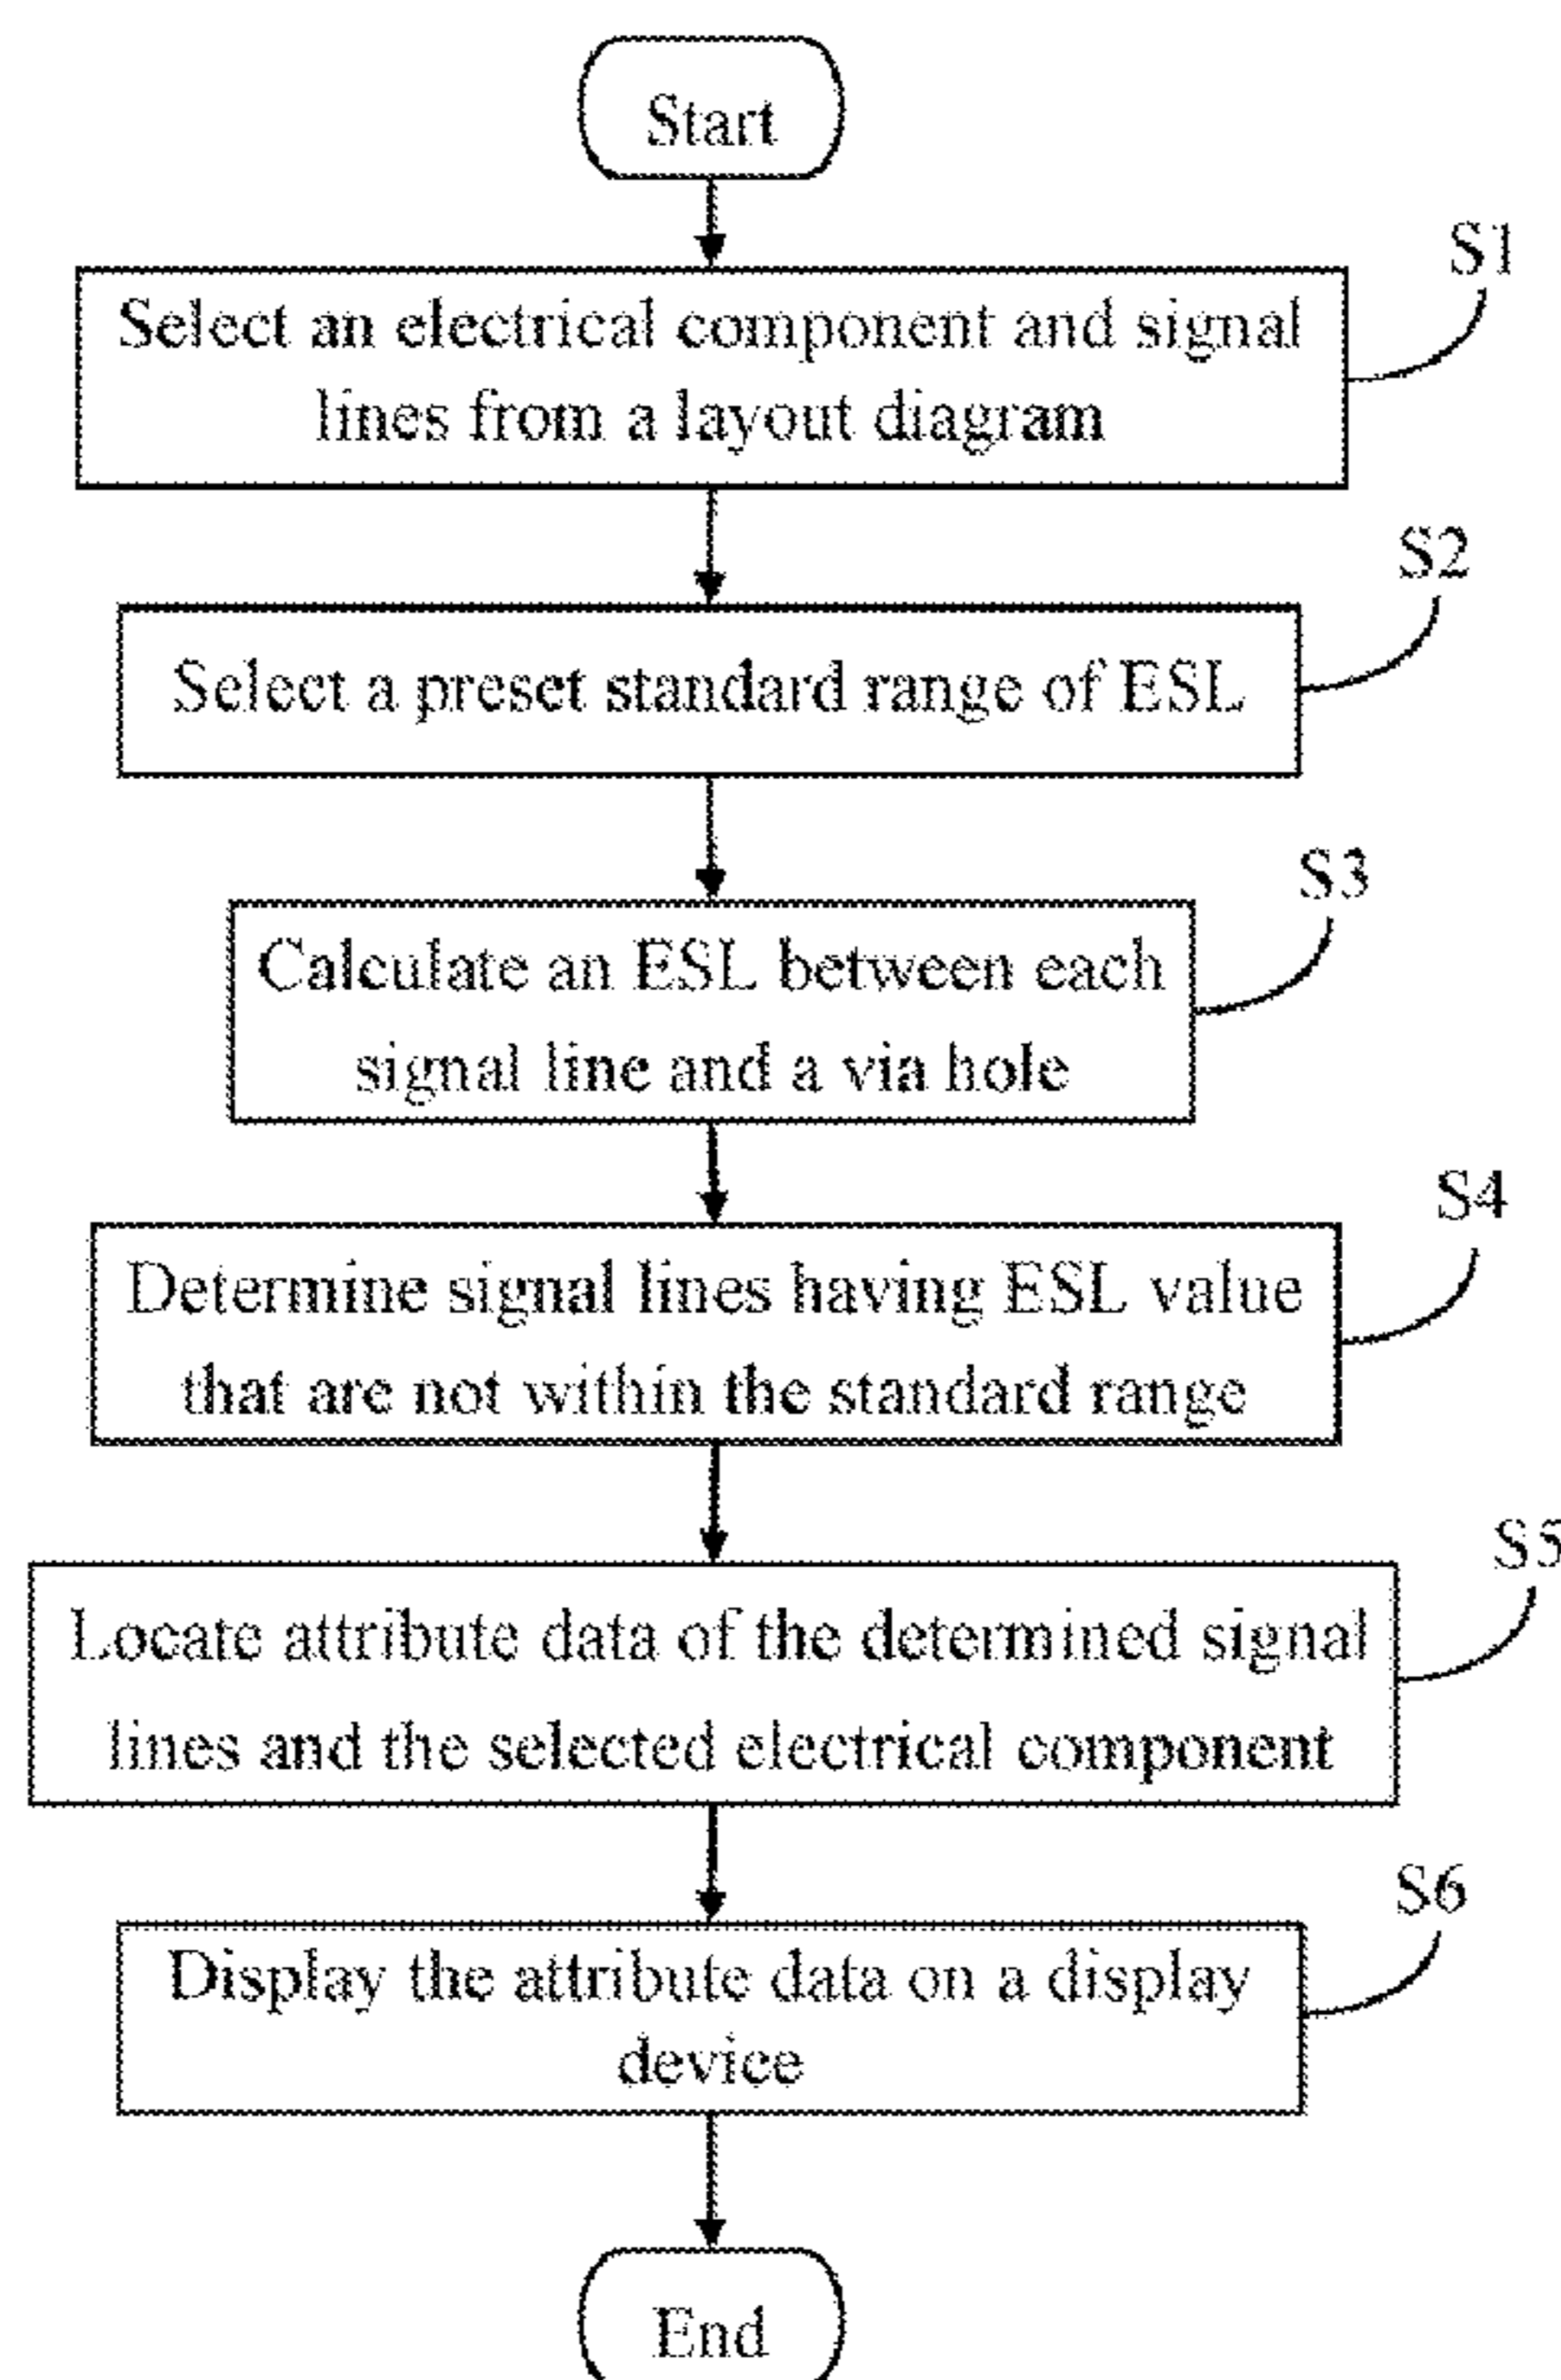 Start
S1
Select an electrical component and signal
lines from a layout diagram
S2
Select a preset standard range of ESL
S3
Calculate an ESL between each
signal line and a via hole
S4
Determine signal lines having ESL value
that are not within the standard range
S5
Locate attribute data of the determined signal
lines and the selected electrical component
S6
Display the attribute data on a display
device
End